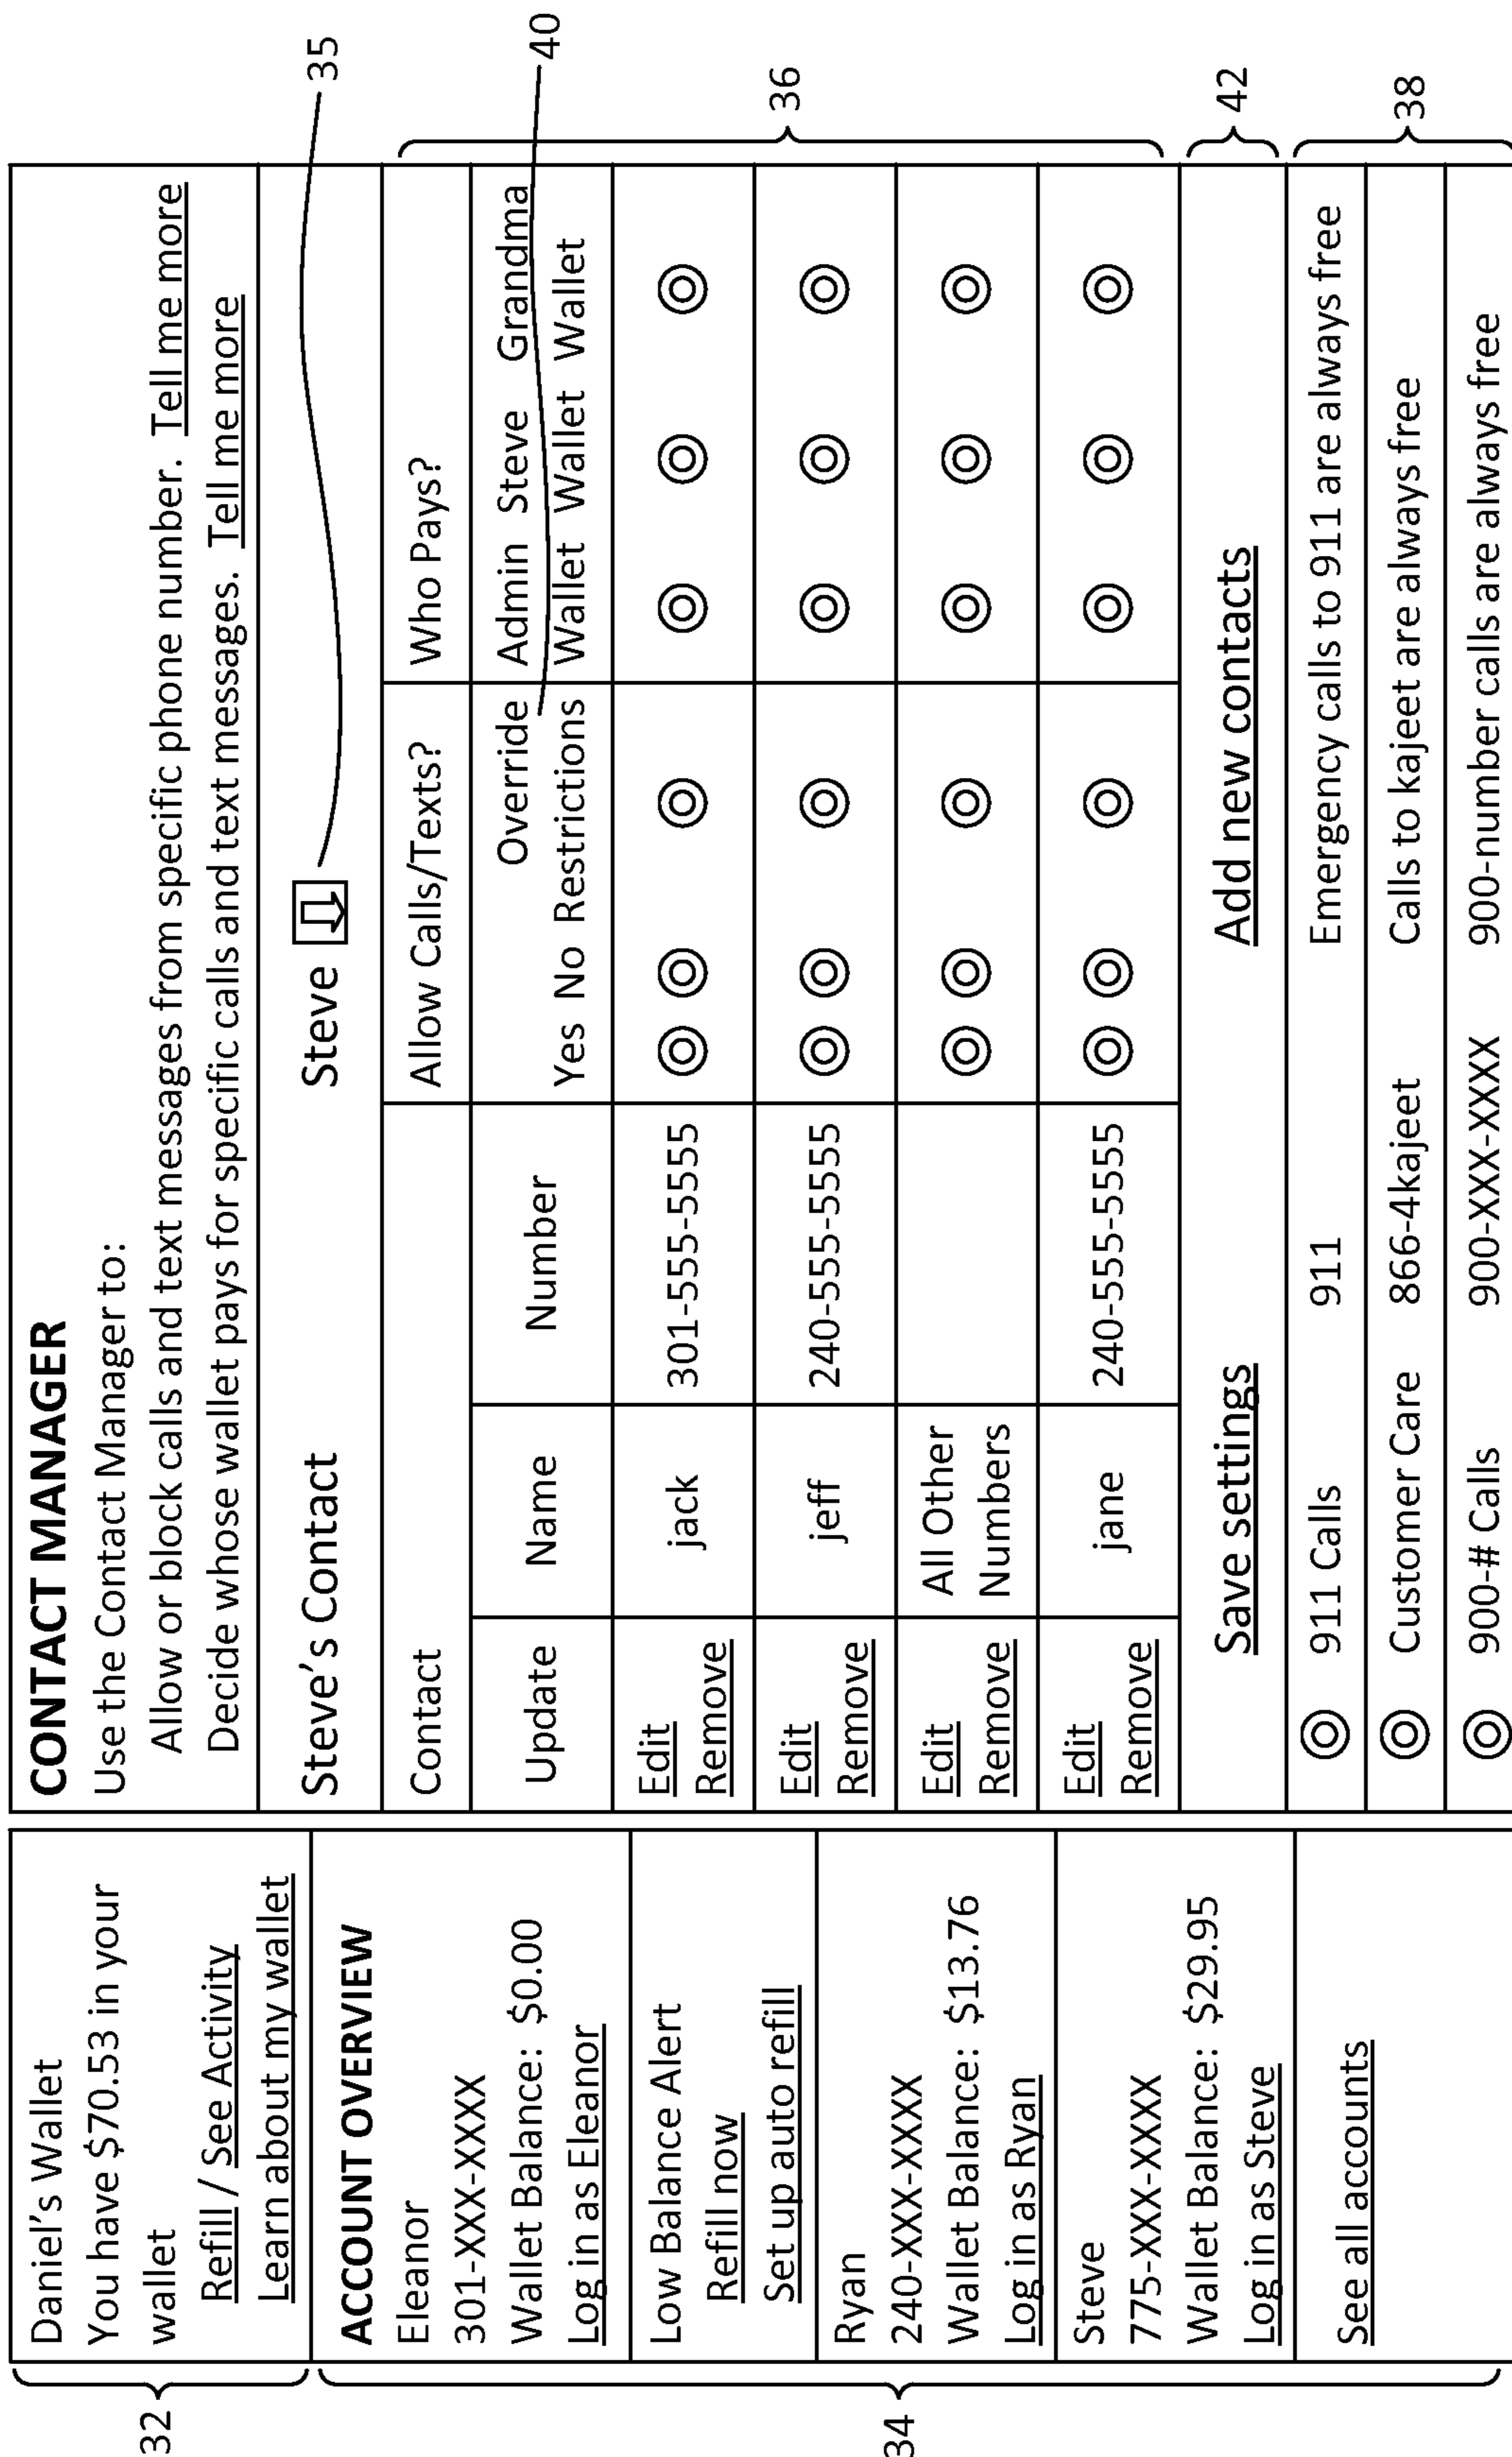 32
Daniel's Wallet
You have $70.53 in your
wallet
Refill / See Activity
Learn about my wallet
34
ACCOUNT OVERVIEW
Eleanor
301-XXX-XXXX
Wallet Balance: $0.00
Log in as Eleanor
Low Balance Alert
Refill now
Set up auto refill
Ryan
240-XXX-XXXX
Wallet Balance: $13.76
Log in as Ryan
Steve
775-XXX-XXXX
Wallet Balance: $29.95
Log in as Steve
See all accounts
CONTACT MANAGER
Use the Contact Manager to:
Allow or block calls and text messages from specific phone number. Tell me more
Decide whose wallet pays for specific calls and text messages. Tell me more
Steve's Contact Steve 35
Contact Allow Calls/Texts? Who Pays?
Override Admin Steve Grandma 40
Update Name Number
Yes No Restrictions Wallet Wallet Wallet
Edit
jack 301-555-5555
Remove
36
Edit
jeff 240-555-5555
Remove
Edit All Other
Remove Numbers
Edit
jane 240-555-5555
Remove
Save settings Add new contacts 42
911 Calls 911 Emergency calls to 911 are always free
Customer Care 866-4kajeet Calls to kajeet are always free 38
900-# Calls 900-XXX-XXXX 900-number calls are always free